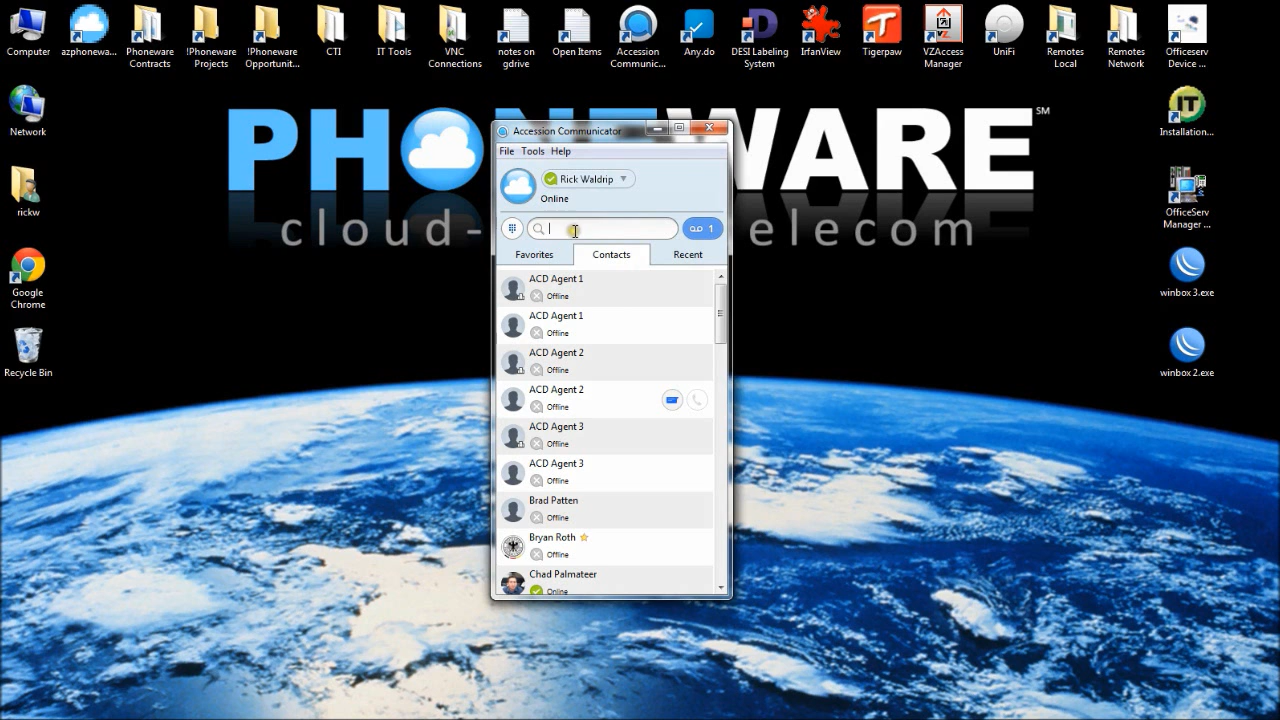 Computer
azphonewa...
Phoneware
Contracts
!Phoneware
Projects
!Phoneware
Opportunit...
CTI
IT Tools
VNC
Connections
notes on
gdrive
Open Items
Accession
Communic...
Any.do
DESI Labeling
System
IrfanView
Tigerpaw
VZAccess
Manager
UniFi
Remotes
Local
Remotes
Network
Officeserv
Device ...
Network
IT
Installation...
rickw
OfficeServ
Manager ...
Google
Chrome
winbox 3.exe
Recycle Bin
winbox 2.exe
PH NEWARE SM
cloud- elecom
Accession Communicator
File Tools Help
Rick Waldrip
Online
1
Favorites Contacts Recent
ACD Agent 1
Offline
ACD Agent 1
Offline
ACD Agent 2
Offline
ACD Agent 2
Offline
ACD Agent 3
Offline
ACD Agent 3
Offline
Brad Patten
Offline
Bryan Roth
Offline
Chad Palmateer
Online